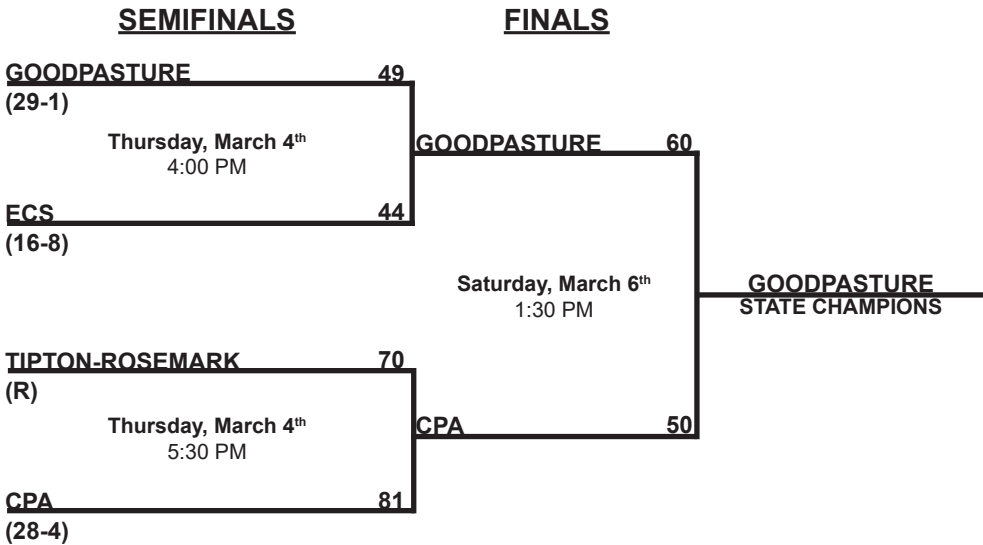 SEMIFINALS
FINALS
GOODPASTURE 49
(29-1)
Thursday, March 4th
4:00 PM
ECS 44
(16-8)
GOODPASTURE 60
Saturday, March 6th
1:30 PM
GOODPASTURE
STATE CHAMPIONS
TIPTON-ROSEMARK 70
(R)
Thursday, March 4th
5:30 PM
CPA 50
CPA 81
(28-4)